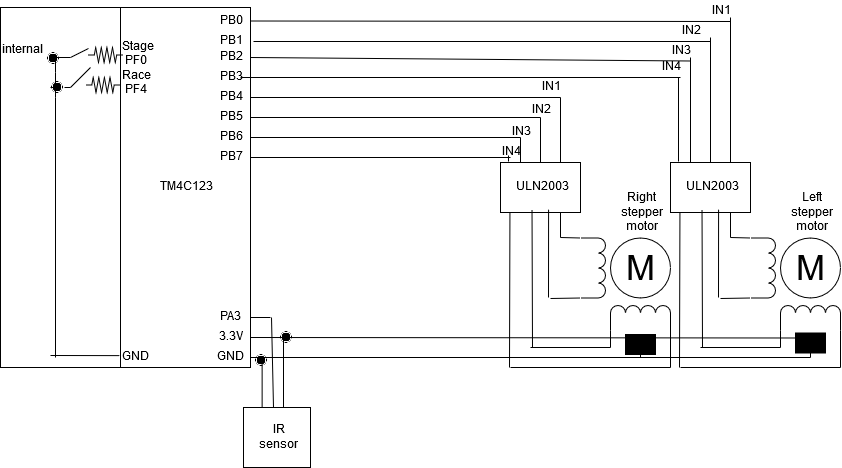 internal
Stage
PF0
Race
PF4
TM4C123
GND
PB0
PB1
PB2
PB3
PB4
PB5
PB6
PB7
PA3
3.3V
GND
IN1
IN2
IN3
IN4
IN1
IN2
IN3
IN4
ULN2003
ULN2003
Right
stepper
motor
M
Left
stepper
motor
M
IR
sensor